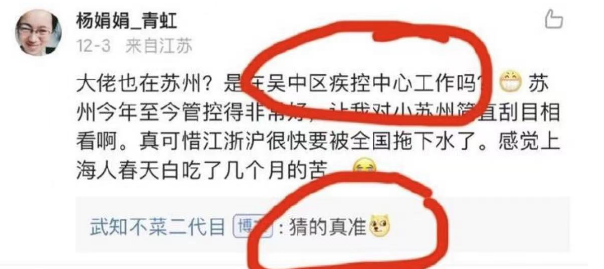 杨娟娟_青虹
12-3 来自江苏
大佬也在苏州？是在吴中区疾控中心工作吗？😁 苏
州今年至今管控得非常好，让我对小苏州简直刮目相
看啊。真可惜江浙沪很快要被全国拖下水了。感觉上
海人春天白吃了几个月的苦
武知不菜二代目 博主：猜的真准